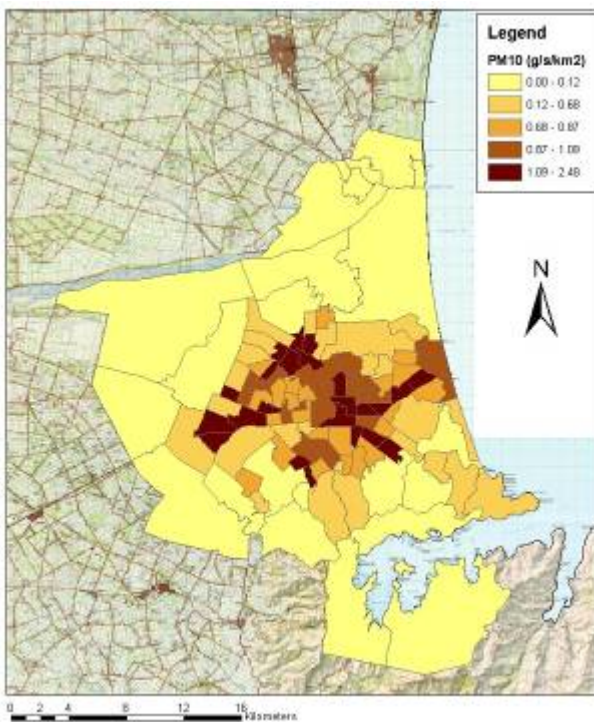 Legend
PM10 (g/s/km2)
0.00 - 0.12
0.12 - 0.68
0.68 - 0.87
0.87 - 1.09
1.09 - 2.48
N
0 2 4 8 12 16
Kilometers